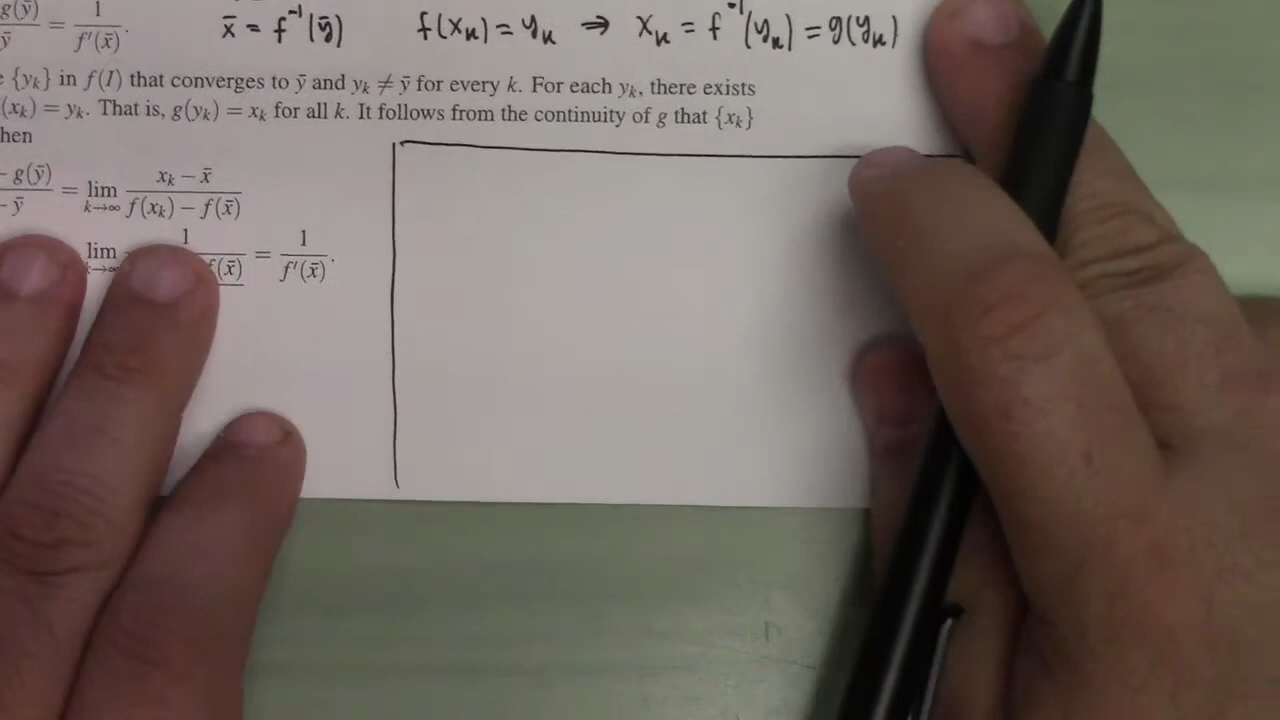 g(ȳ)/ȳ = 1/f′(x̄). x̄ = f⁻¹(ȳ) f(xₖ) = yₖ ⇒ xₖ = f⁻¹(yₖ) = g(yₖ)
{yₖ} in f(I) that converges to ȳ and yₖ ≠ ȳ for every k. For each yₖ, there exists
(xₖ) = yₖ. That is, g(yₖ) = xₖ for all k. It follows from the continuity of g that {xₖ}
hen
− g(ȳ)/− ȳ = lim k→∞ xₖ − x̄/f(xₖ) − f(x̄)
lim k→∞ 1/f(x̄) = 1/f′(x̄).